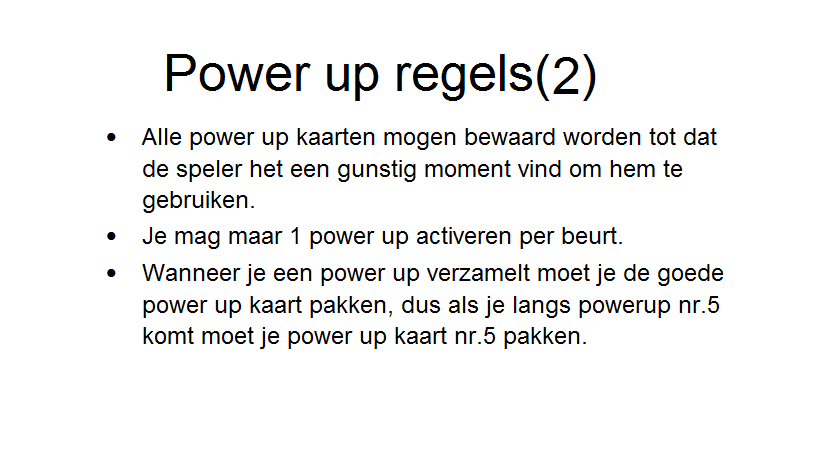 Power up regels(2)
• Alle power up kaarten mogen bewaard worden tot dat
de speler het een gunstig moment vind om hem te
gebruiken.
• Je mag maar 1 power up activeren per beurt.
• Wanneer je een power up verzamelt moet je de goede
power up kaart pakken, dus als je langs powerup nr.5
komt moet je power up kaart nr.5 pakken.